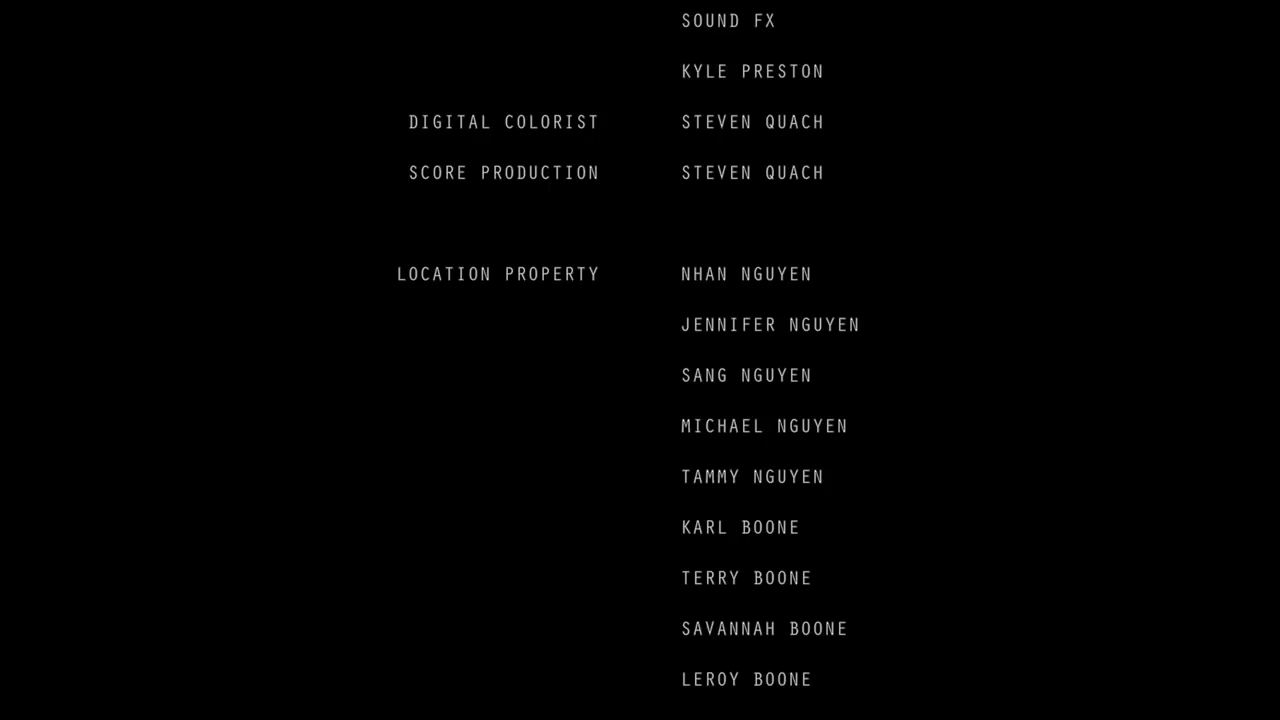 SOUND FX
KYLE PRESTON
DIGITAL COLORIST STEVEN QUACH
SCORE PRODUCTION STEVEN QUACH
LOCATION PROPERTY NHAN NGUYEN
JENNIFER NGUYEN
SANG NGUYEN
MICHAEL NGUYEN
TAMMY NGUYEN
KARL BOONE
TERRY BOONE
SAVANNAH BOONE
LEROY BOONE